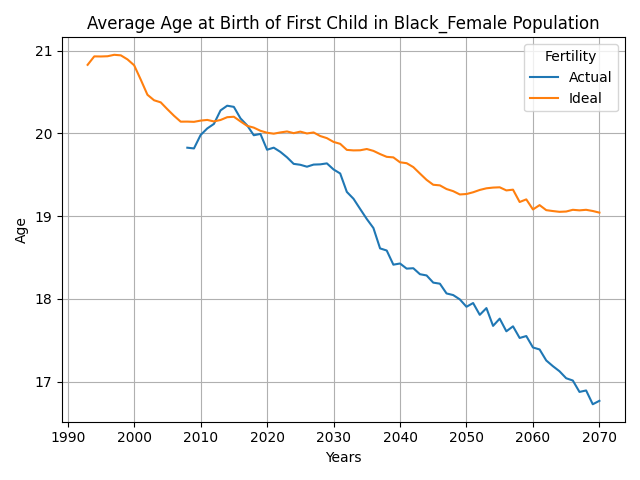 Average Age at Birth of First Child in Black_Female Population
Fertility
Actual
Ideal
Age
21
20
19
18
17
1990 2000 2010 2020 2030 2040 2050 2060 2070
Years